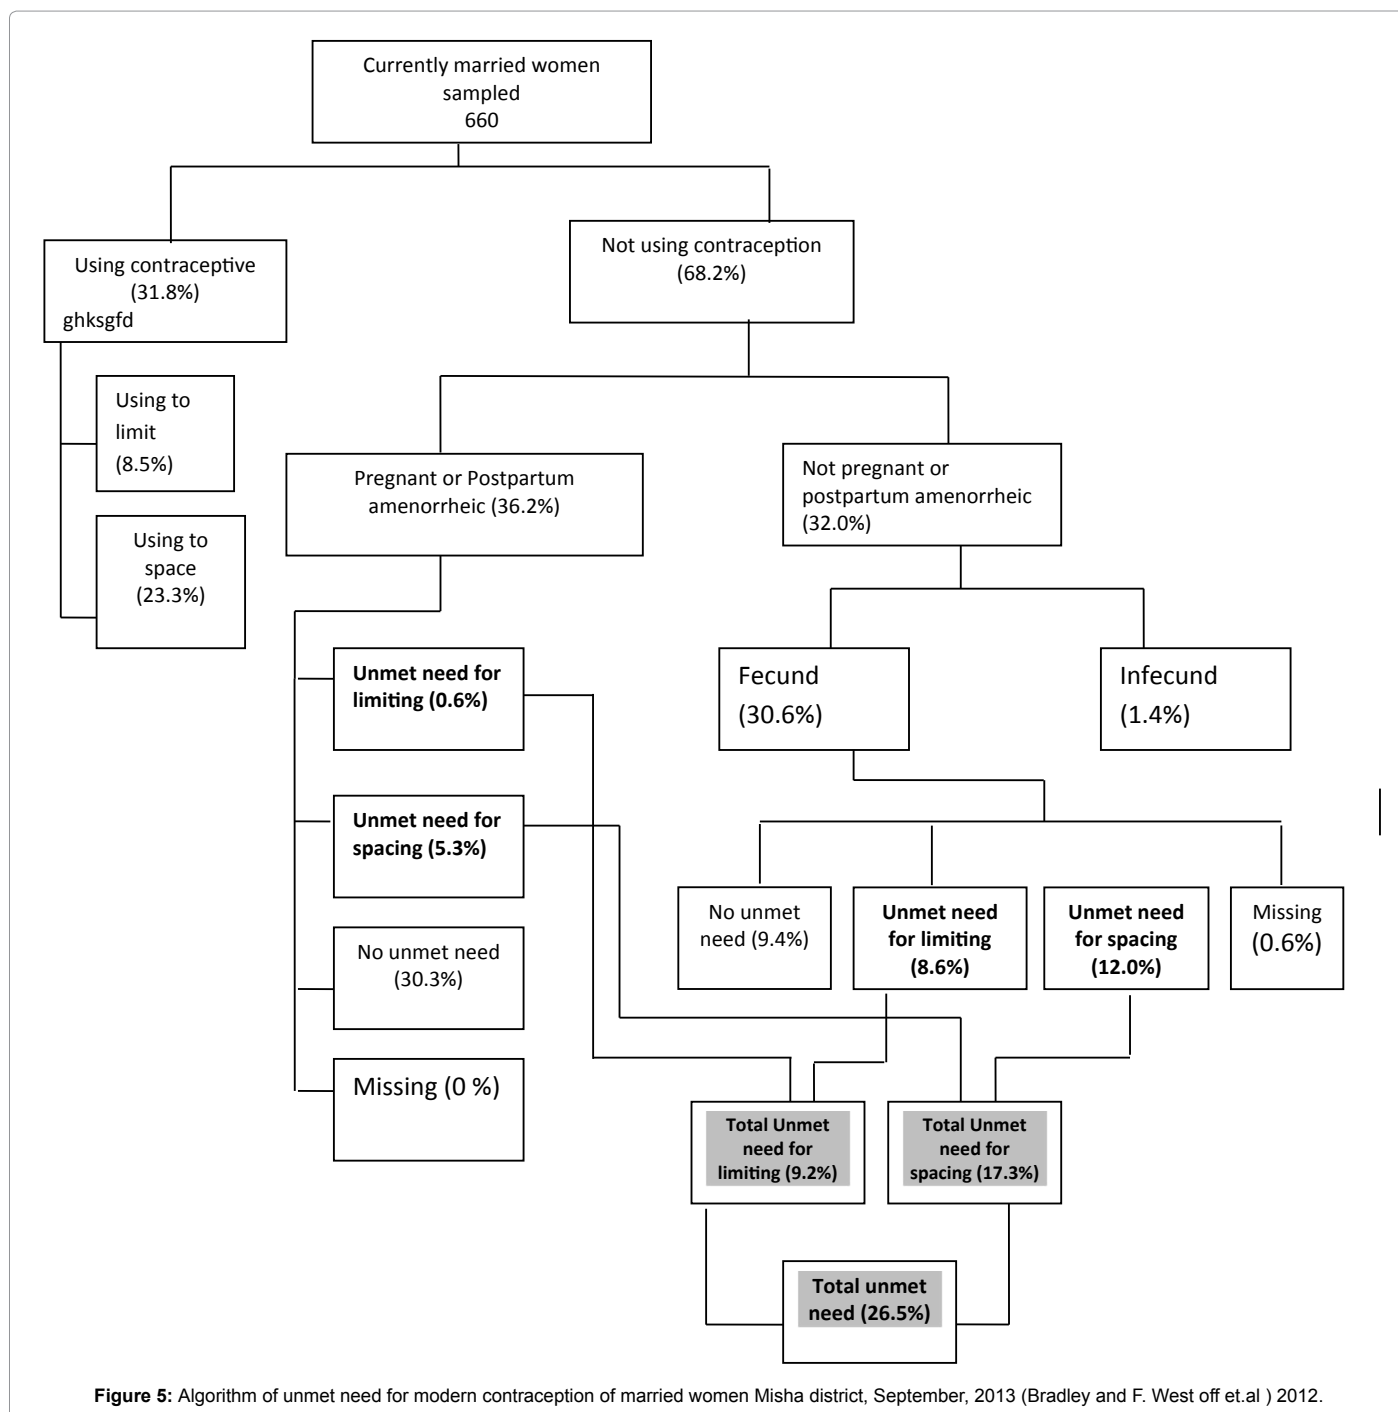 Currently married women
sampled
660
Using contraceptive
(31.8%)
ghksgfd
Not using contraception
(68.2%)
Using to
limit
(8.5%)
Using to
space
(23.3%)
Pregnant or Postpartum
amenorrheic (36.2%)
Not pregnant or
postpartum amenorrheic
(32.0%)
Unmet need for
limiting (0.6%)
Unmet need for
spacing (5.3%)
No unmet need
(30.3%)
Missing (0 %)
Fecund
(30.6%)
Infecund
(1.4%)
No unmet
need (9.4%)
Unmet need
for limiting
(8.6%)
Unmet need
for spacing
(12.0%)
Missing
(0.6%)
Total Unmet
need for
limiting (9.2%)
Total Unmet
need for
spacing (17.3%)
Total unmet
need (26.5%)
Figure 5: Algorithm of unmet need for modern contraception of married women Misha district, September, 2013 (Bradley and F. West off et.al ) 2012.